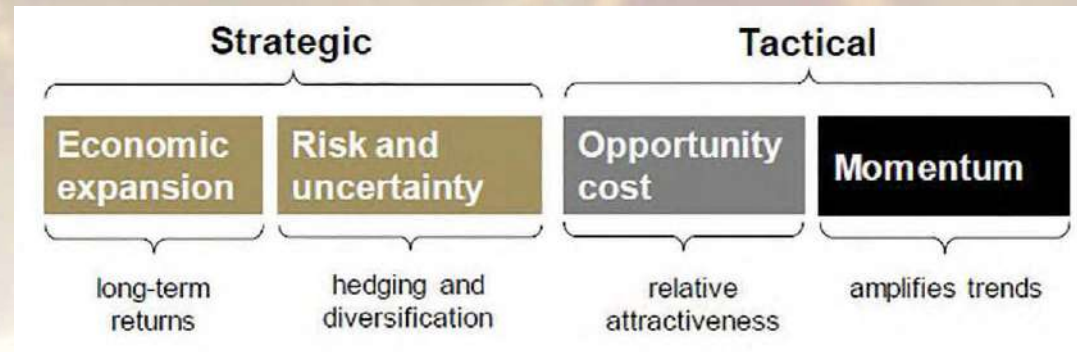 Strategic
Tactical
Economic
expansion
Risk and
uncertainty
Opportunity
cost
Momentum
long-term
returns
hedging and
diversification
relative
attractiveness
amplifies trends